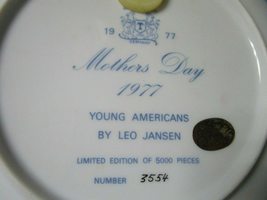 19 77
Mothers Day
1977
YOUNG AMERICANS
BY LEO JANSEN
LIMITED EDITION OF 5000 PIECES
NUMBER 3554